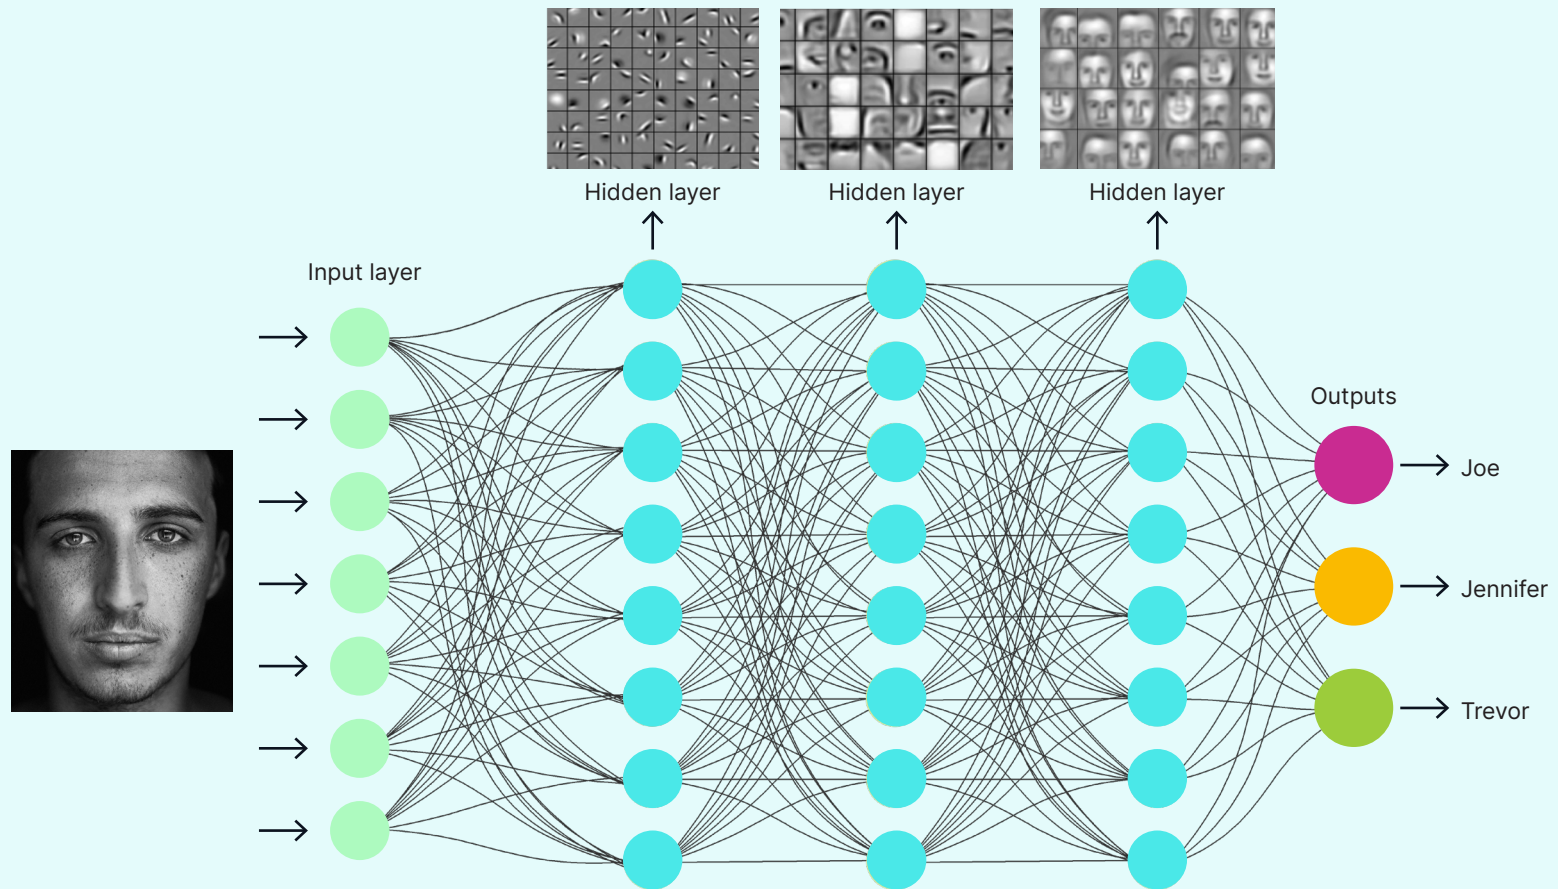 Hidden layer
Hidden layer
Hidden layer
Input layer
Outputs
Joe
Jennifer
Trevor